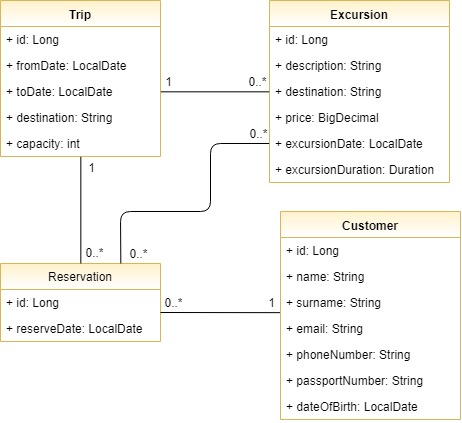 Trip
+ id: Long
+ fromDate: LocalDate
+ toDate: LocalDate
+ destination: String
+ capacity: int
Excursion
+ id: Long
+ description: String
+ destination: String
+ price: BigDecimal
+ excursionDate: LocalDate
+ excursionDuration: Duration
1
0..*
0..*
1
0..*
0..*
Reservation
+ id: Long
+ reserveDate: LocalDate
0..*
1
Customer
+ id: Long
+ name: String
+ surname: String
+ email: String
+ phoneNumber: String
+ passportNumber: String
+ dateOfBirth: LocalDate